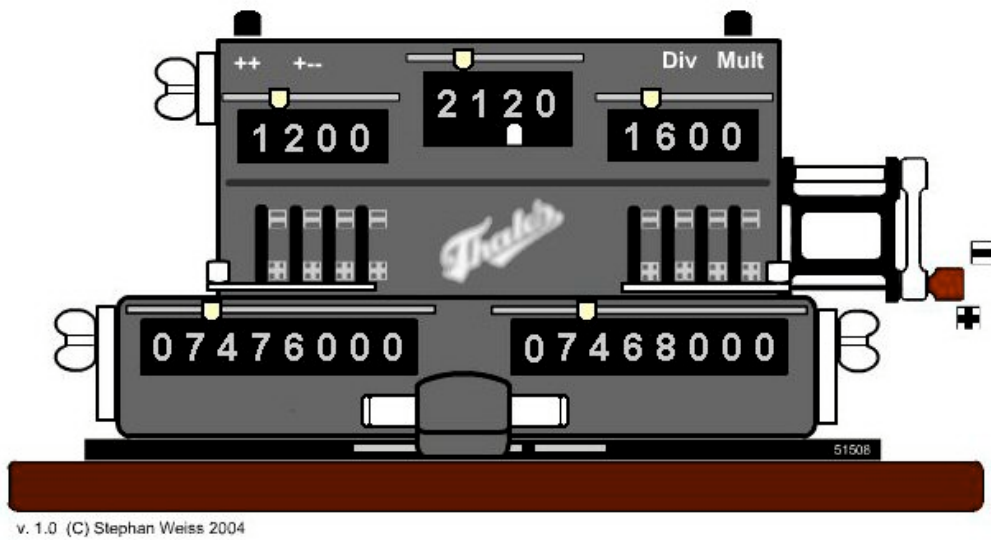 ++ +-- Div Mult
2120
1200 1600
Thales
07476000 07468000
51508
v. 1.0 (C) Stephan Weiss 2004